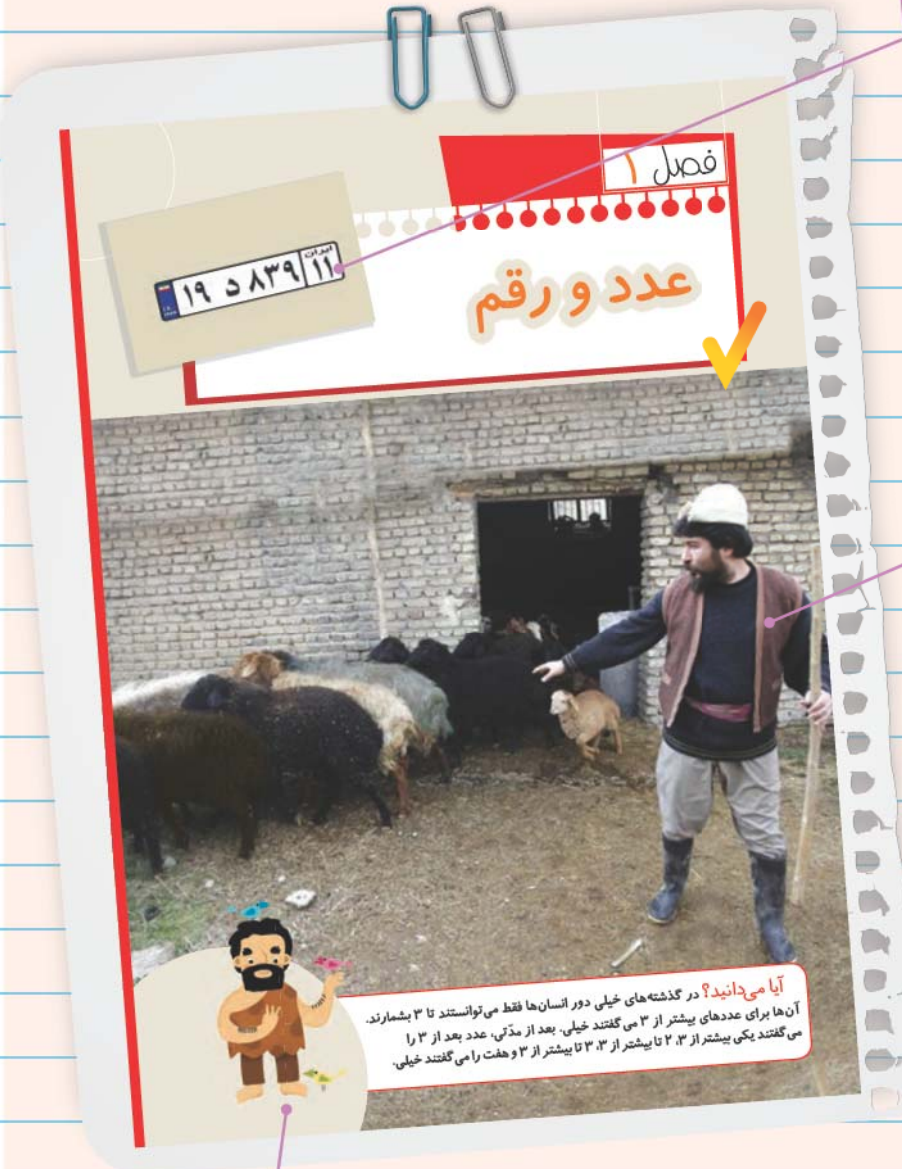 فصل ۱
ایران
۱۹ د ۸۳۹ ۱۱
عدد و رقم
آیا می‌دانید؟ در گذشته‌های خیلی دور انسان‌ها فقط می‌توانستند تا ۳ بشمارند.
آن‌ها برای عددهای بیشتر از ۳ می‌گفتند خیلی. بعد از مدّتی، عدد بعد از ۳ را
می‌گفتند یکی بیشتر از ۳، ۲ تا بیشتر از ۳، ۳ تا بیشتر از ۳ و هفت را می‌گفتند خیلی.